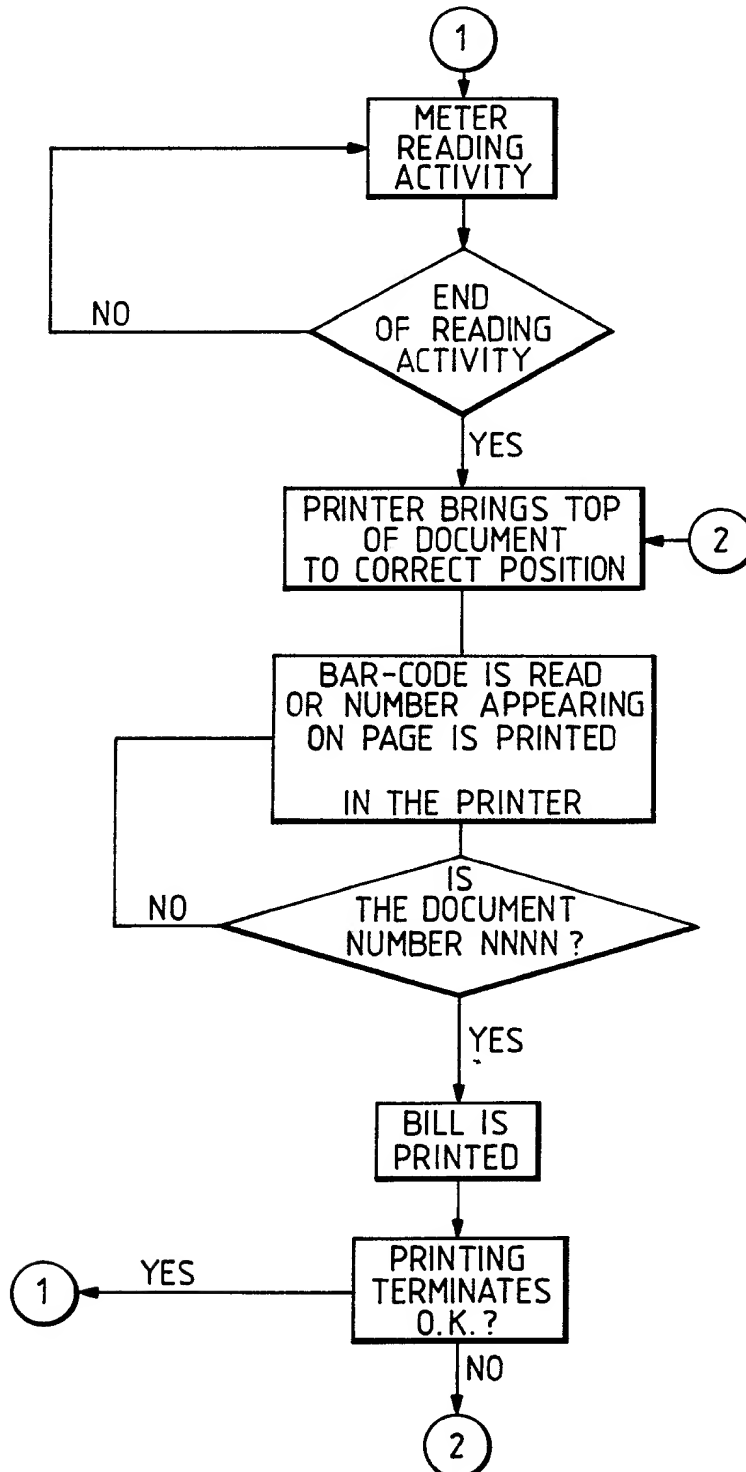 1
METER
READING
ACTIVITY
NO
END
OF READING
ACTIVITY
YES
PRINTER BRINGS TOP
OF DOCUMENT
TO CORRECT POSITION
2
BAR-CODE IS READ
OR NUMBER APPEARING
ON PAGE IS PRINTED
IN THE PRINTER
NO
IS
THE DOCUMENT
NUMBER NNNN ?
YES
BILL IS
PRINTED
1
YES
PRINTING
TERMINATES
O.K.?
NO
2